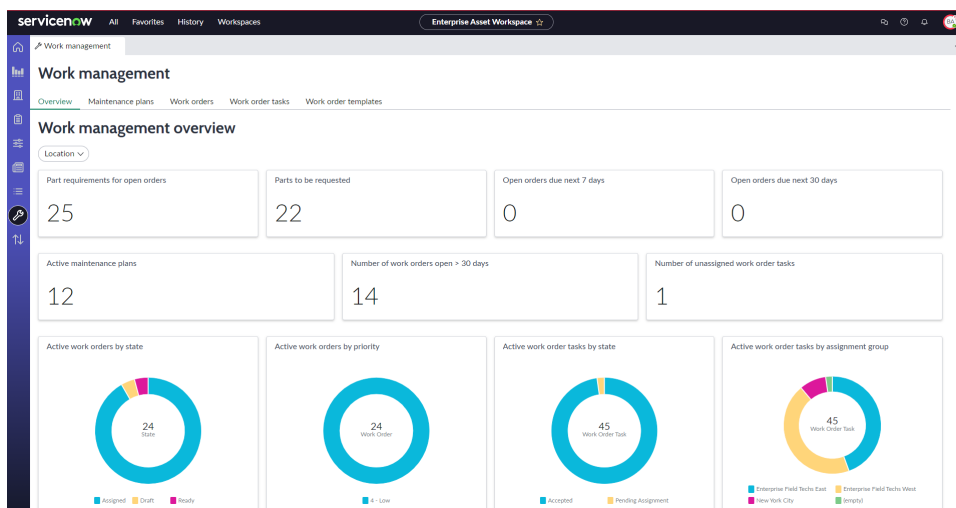 servicenow All Favorites History Workspaces Enterprise Asset Workspace BA
Work management
Work management
Overview Maintenance plans Work orders Work order tasks Work order templates
Work management overview
Location
Part requirements for open orders Parts to be requested Open orders due next 7 days Open orders due next 30 days
25 22 0 0
Active maintenance plans Number of work orders open > 30 days Number of unassigned work order tasks
12 14 1
Active work orders by state Active work orders by priority Active work order tasks by state Active work order tasks by assignment group
24 24 45 45
State Work Order Work Order Task Work Order Task
Enterprise Field Techs East Enterprise Field Techs West
Assigned Draft Ready 4 - Low Accepted Pending Assignment New York City (empty)